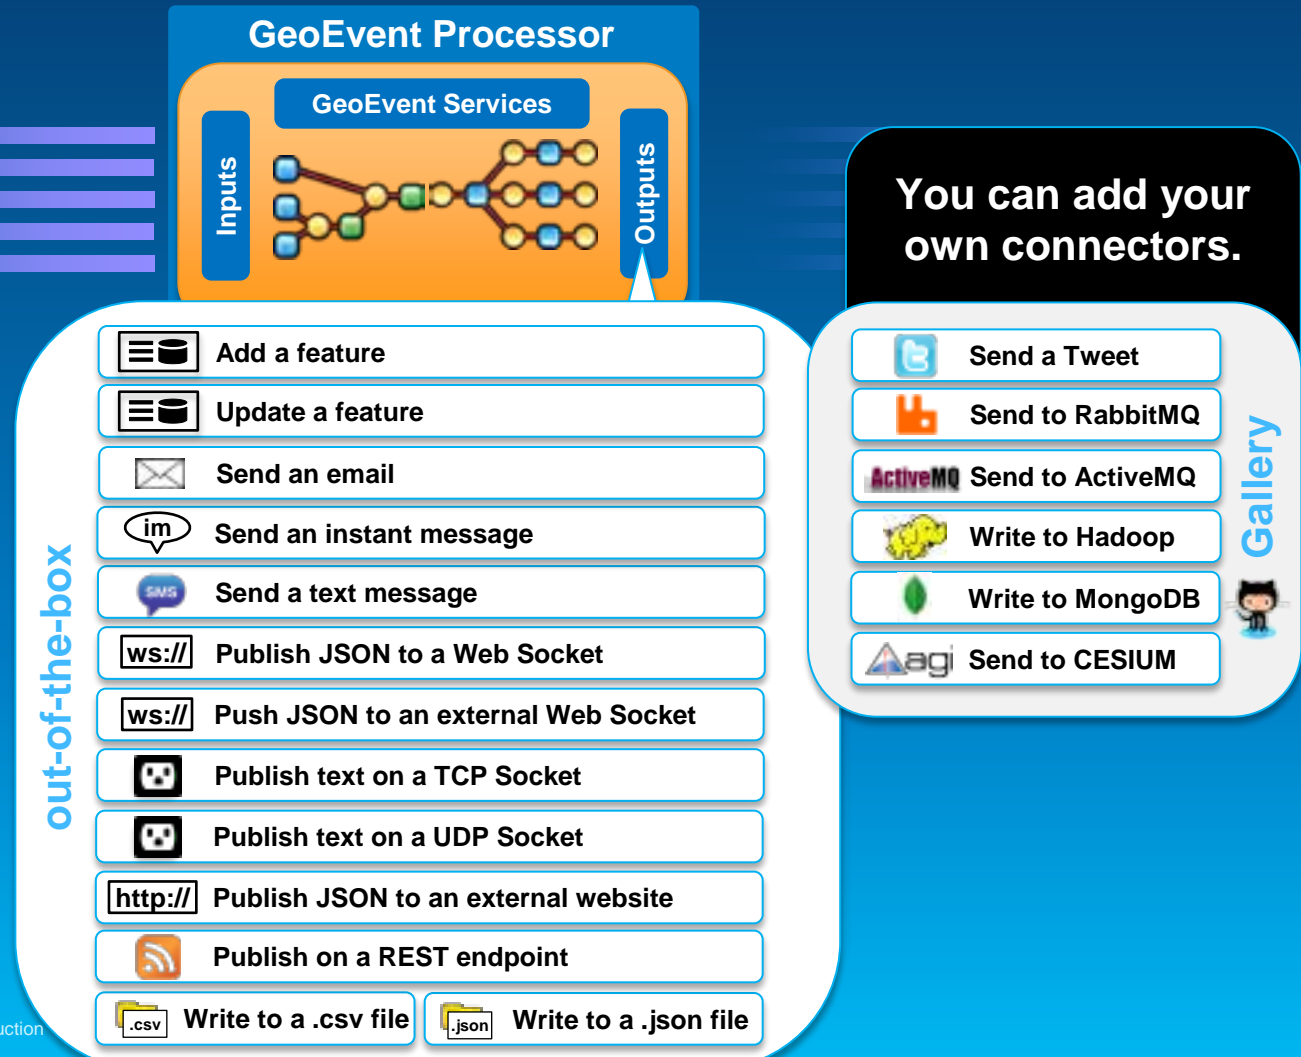 GeoEvent Processor
GeoEvent Services
Inputs
Outputs
You can add your
own connectors.
out-of-the-box
Add a feature
Update a feature
Send an email
im
Send an instant message
SMS
Send a text message
ws://
Publish JSON to a Web Socket
ws://
Push JSON to an external Web Socket
Publish text on a TCP Socket
Publish text on a UDP Socket
http://
Publish JSON to an external website
Publish on a REST endpoint
.csv
Write to a .csv file
.json
Write to a .json file
Gallery
Send a Tweet
Send to RabbitMQ
ActiveMQ
Send to ActiveMQ
Write to Hadoop
Write to MongoDB
agi
Send to CESIUM